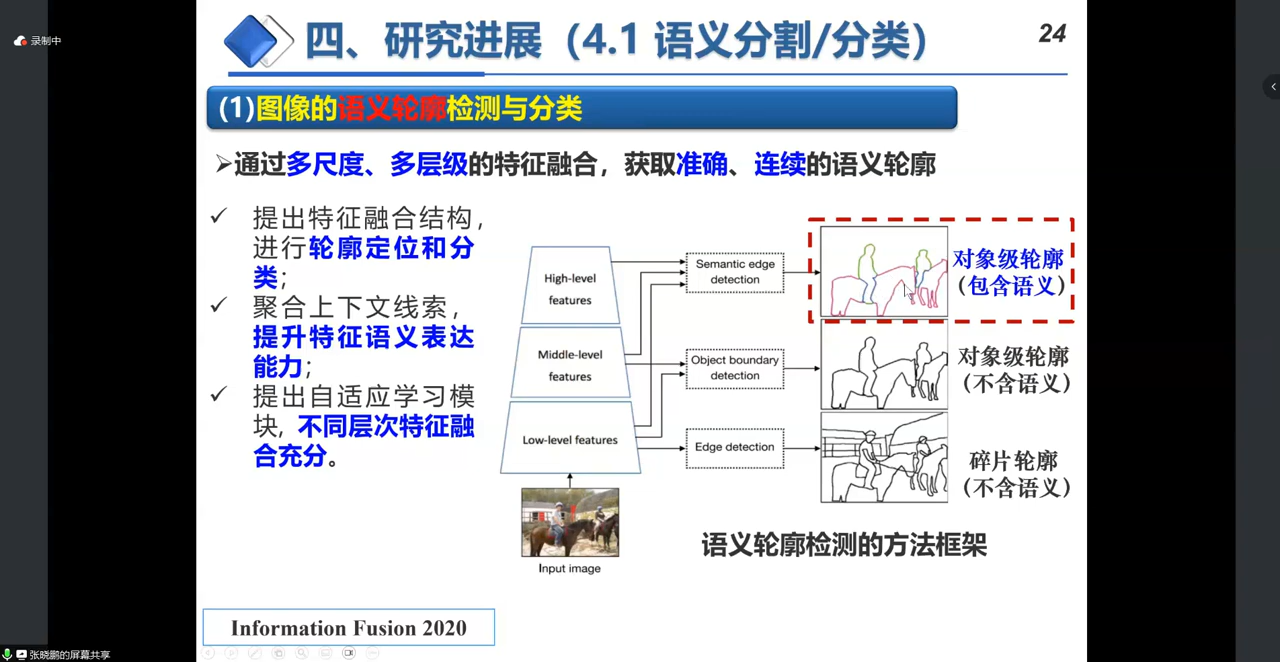 录制中
四、研究进展（4.1 语义分割/分类）
24
(1)图像的语义轮廓检测与分类
➢通过多尺度、多层级的特征融合，获取准确、连续的语义轮廓
✓ 提出特征融合结构，
进行轮廓定位和分
类；
✓ 聚合上下文线索，
提升特征语义表达
能力；
✓ 提出自适应学习模
块，不同层次特征融
合充分。
High-level
features
Middle-level
features
Low-level features
Input image
Semantic edge
detection
Object boundary
detection
Edge detection
对象级轮廓
（包含语义）
对象级轮廓
（不含语义）
碎片轮廓
（不含语义）
语义轮廓检测的方法框架
Information Fusion 2020
张晓鹏的屏幕共享